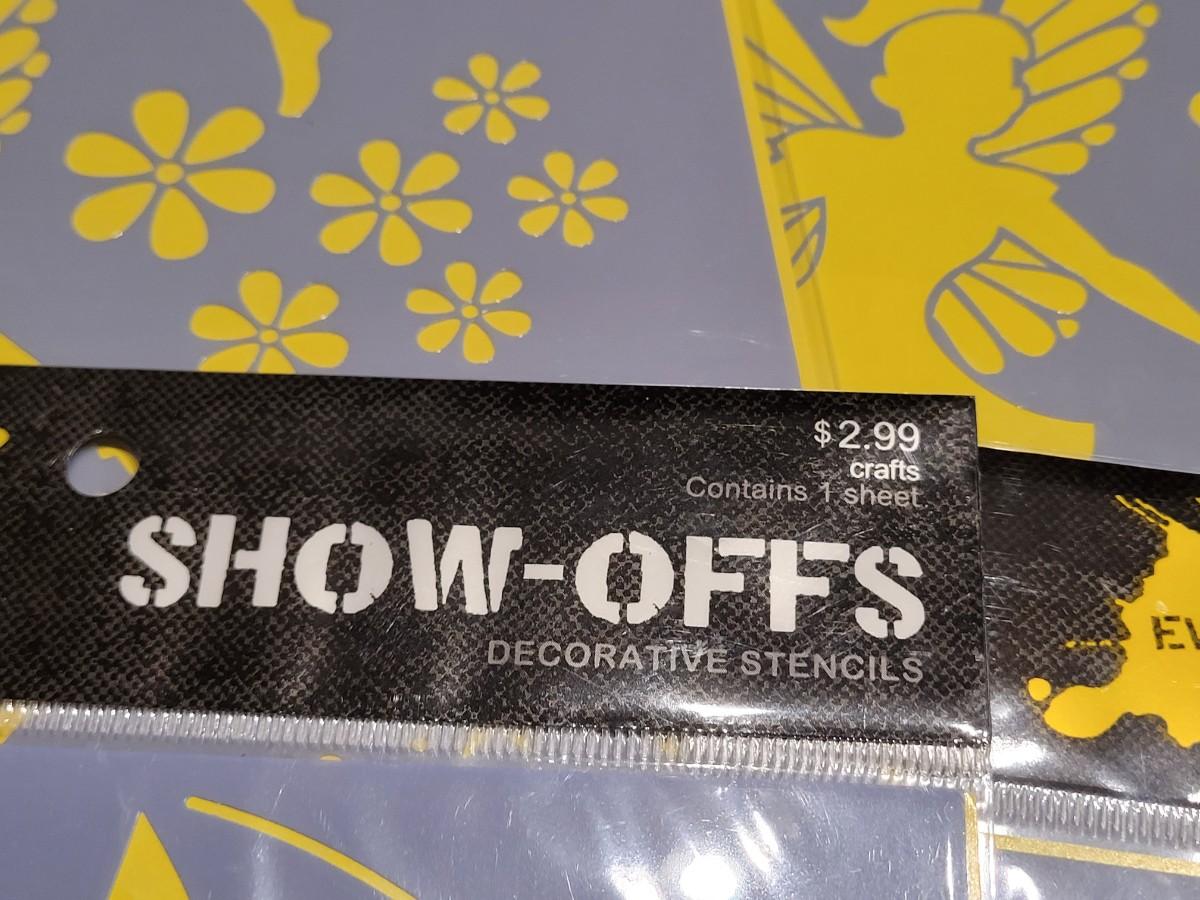 $2.99
crafts
Contains 1 sheet
SHOW-OFFS
DECORATIVE STENCILS